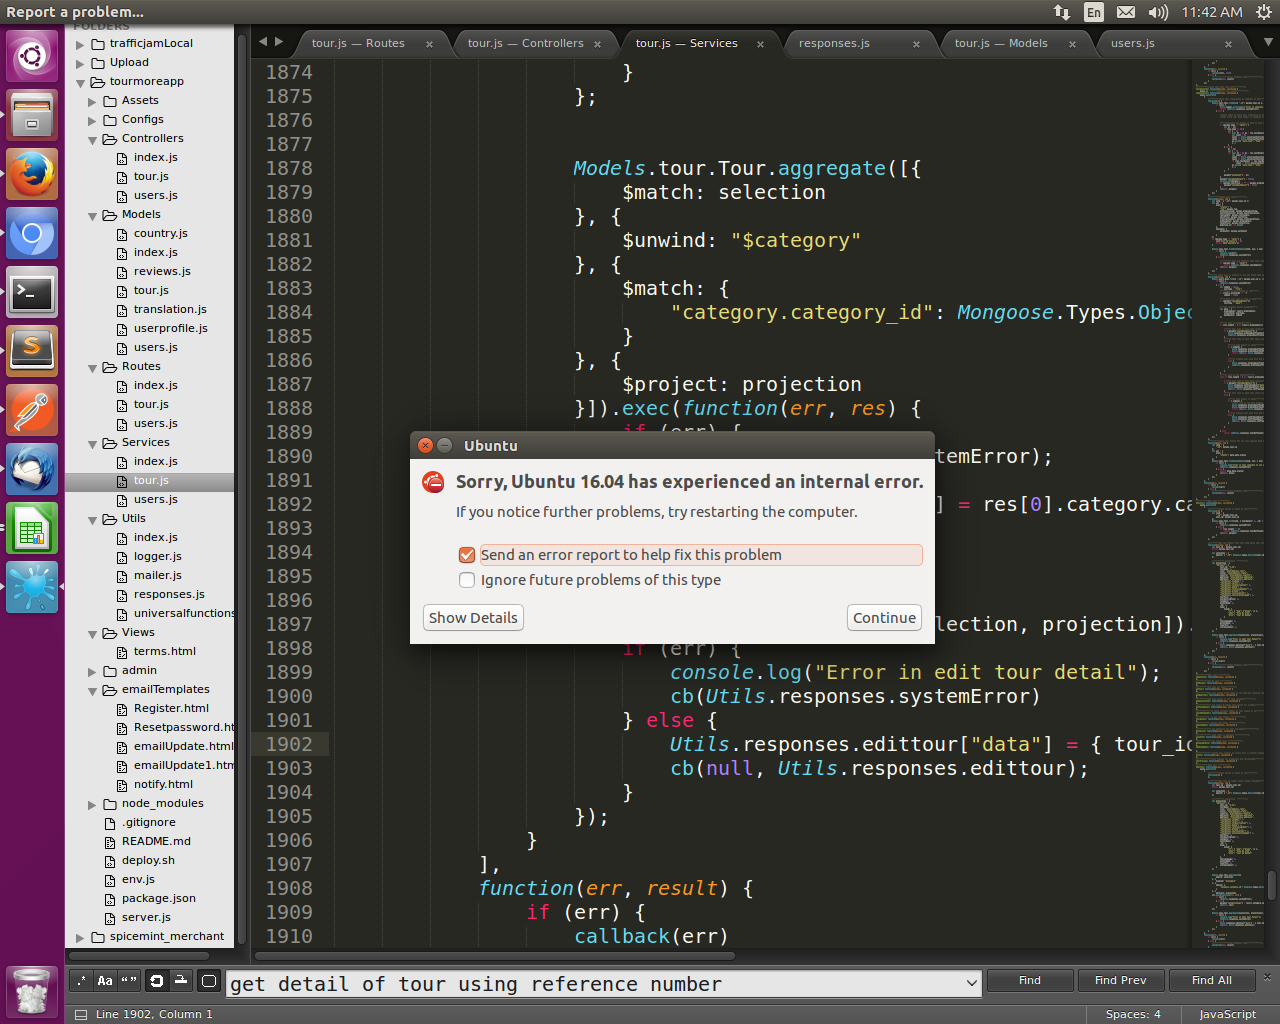 Report a problem...
En
11:42 AM
FOLDERS
trafficjamLocal
Upload
tourmoreapp
Assets
Configs
Controllers
index.js
tour.js
users.js
Models
country.js
index.js
reviews.js
tour.js
translation.js
userprofile.js
users.js
Routes
index.js
tour.js
users.js
Services
index.js
tour.js
users.js
Utils
index.js
logger.js
mailer.js
responses.js
universalfunctions
Views
terms.html
admin
emailTemplates
Register.html
Resetpassword.ht
emailUpdate.html
emailUpdate1.htm
notify.html
node_modules
.gitignore
README.md
deploy.sh
env.js
package.json
server.js
spicemint_merchant
tour.js — Routes
tour.js — Controllers
tour.js — Services
responses.js
tour.js — Models
users.js
1874 }
1875 };
1876
1877
1878 Models.tour.Tour.aggregate([{
1879 $match: selection
1880 }, {
1881 $unwind: "$category"
1882 }, {
1883 $match: {
1884 "category.category_id": Mongoose.Types.Objec
1885 }
1886 }, {
1887 $project: projection
1888 }]).exec(function(err, res) {
1889 if (err) {
1890 temError);
1891
1892 ] = res[0].category.ca
1893
1894
1895
1896
1897 lection, projection]).
1898 if (err) {
1899 console.log("Error in edit tour detail");
1900 cb(Utils.responses.systemError)
1901 } else {
1902 Utils.responses.edittour["data"] = { tour_id
1903 cb(null, Utils.responses.edittour);
1904 }
1905 });
1906 }
1907 ],
1908 function(err, result) {
1909 if (err) {
1910 callback(err)
Ubuntu
Sorry, Ubuntu 16.04 has experienced an internal error.
If you notice further problems, try restarting the computer.
Send an error report to help fix this problem
Ignore future problems of this type
Show Details
Continue
.*
Aa
“ ”
get detail of tour using reference number
Find
Find Prev
Find All
Line 1902, Column 1
Spaces: 4
JavaScript